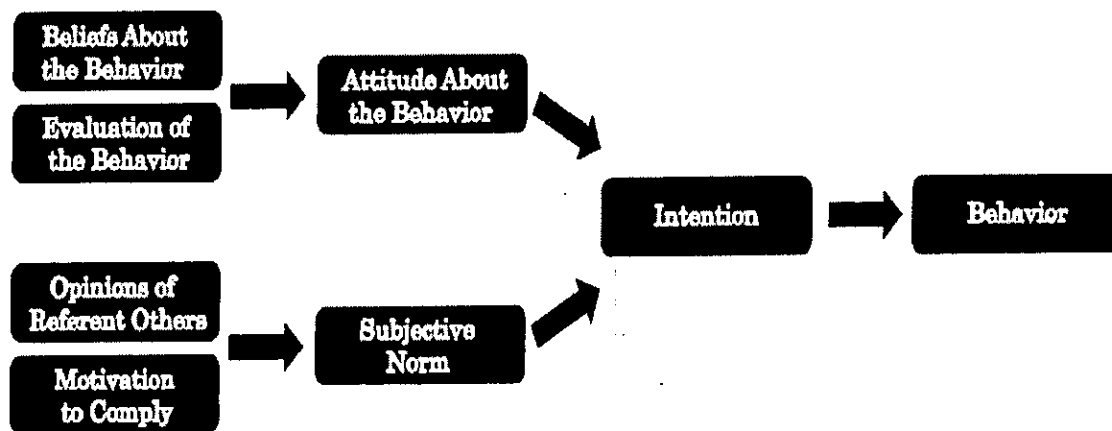 Beliefs About
the Behavior
Evaluation of
the Behavior
Attitude About
the Behavior
Opinions of
Referent Others
Motivation
to Comply
Subjective
Norm
Intention
Behavior